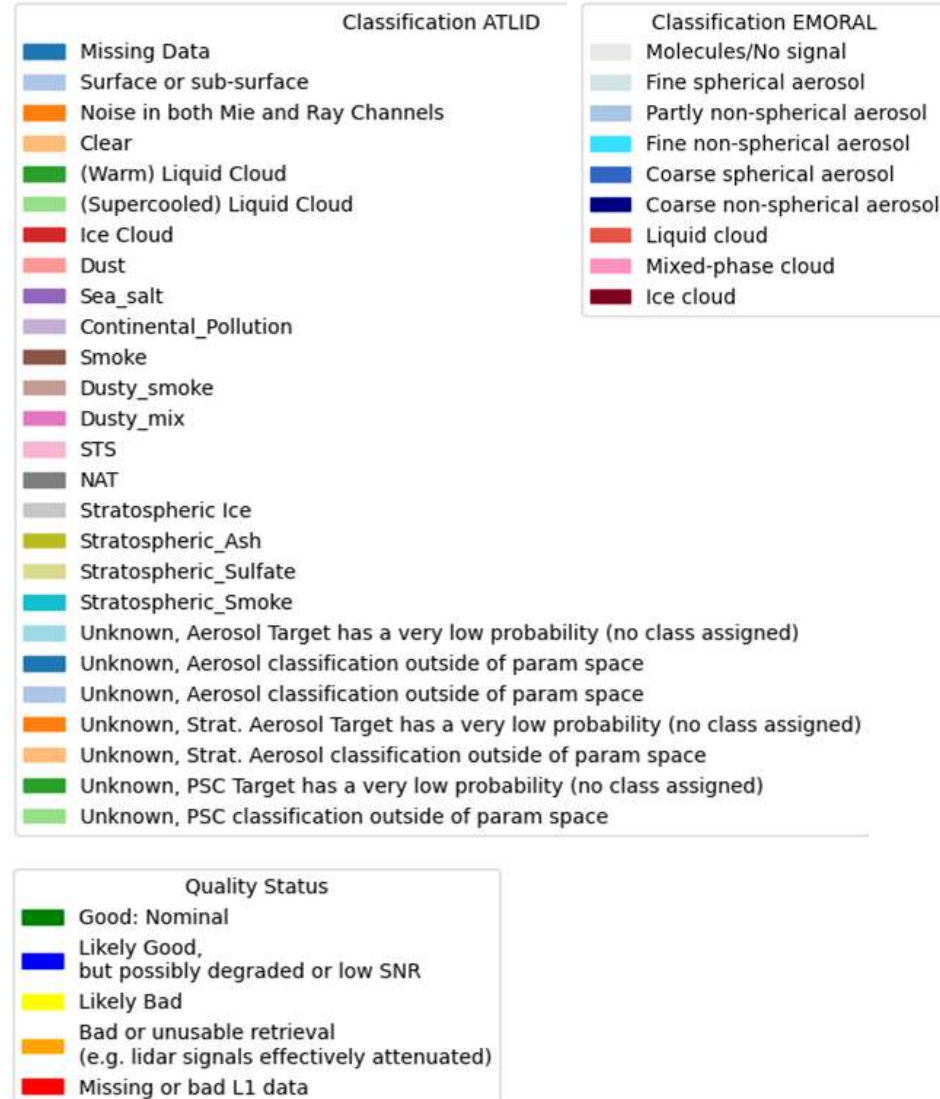 Classification ATLID
Missing Data
Surface or sub-surface
Noise in both Mie and Ray Channels
Clear
(Warm) Liquid Cloud
(Supercooled) Liquid Cloud
Ice Cloud
Dust
Sea_salt
Continental_Pollution
Smoke
Dusty_smoke
Dusty_mix
STS
NAT
Stratospheric Ice
Stratospheric_Ash
Stratospheric_Sulfate
Stratospheric_Smoke
Unknown, Aerosol Target has a very low probability (no class assigned)
Unknown, Aerosol classification outside of param space
Unknown, Aerosol classification outside of param space
Unknown, Strat. Aerosol Target has a very low probability (no class assigned)
Unknown, Strat. Aerosol classification outside of param space
Unknown, PSC Target has a very low probability (no class assigned)
Unknown, PSC classification outside of param space
Classification EMORAL
Molecules/No signal
Fine spherical aerosol
Partly non-spherical aerosol
Fine non-spherical aerosol
Coarse spherical aerosol
Coarse non-spherical aerosol
Liquid cloud
Mixed-phase cloud
Ice cloud
Quality Status
Good: Nominal
Likely Good,
but possibly degraded or low SNR
Likely Bad
Bad or unusable retrieval
(e.g. lidar signals effectively attenuated)
Missing or bad L1 data